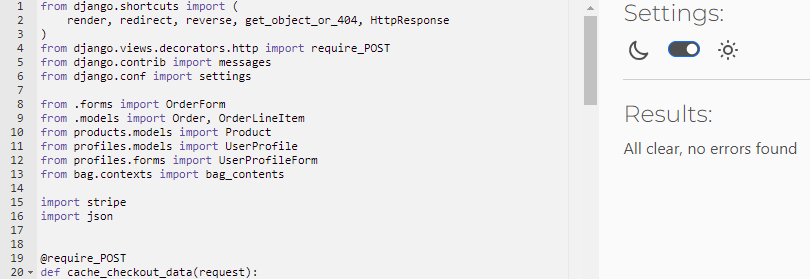 1 from django.shortcuts import (
2     render, redirect, reverse, get_object_or_404, HttpResponse
3 )
4 from django.views.decorators.http import require_POST
5 from django.contrib import messages
6 from django.conf import settings
7
8 from .forms import OrderForm
9 from .models import Order, OrderLineItem
10 from products.models import Product
11 from profiles.models import UserProfile
12 from profiles.forms import UserProfileForm
13 from bag.contexts import bag_contents
14
15 import stripe
16 import json
17
18
19 @require_POST
20 def cache_checkout_data(request):
Settings:
Results:
All clear, no errors found